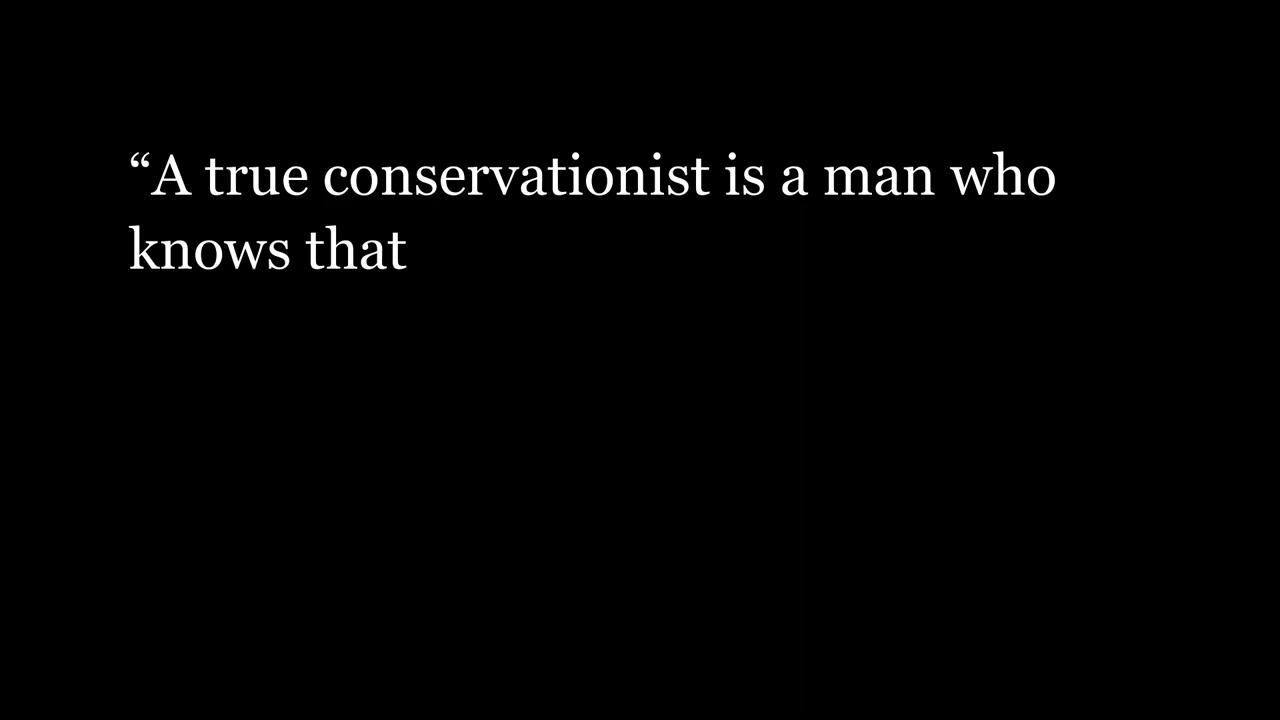 “A true conservationist is a man who
knows that